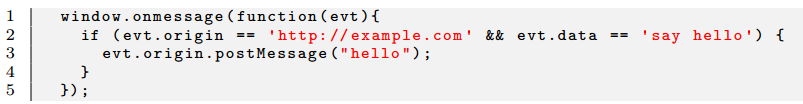 1 window.onmessage(function(evt){
2 if (evt.origin == 'http://example.com' && evt.data == 'say hello') {
3 evt.origin.postMessage("hello");
4 }
5 });